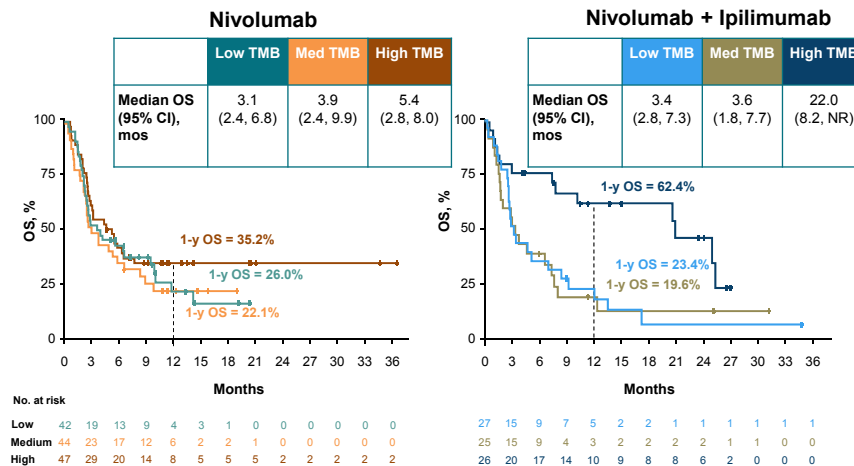 Nivolumab
Low TMB Med TMB High TMB
Median OS (95% CI), mos
3.1 (2.4, 6.8)
3.9 (2.4, 9.9)
5.4 (2.8, 8.0)
OS, %
100
75
50
25
0
1-y OS = 35.2%
1-y OS = 26.0%
1-y OS = 22.1%
0 3 6 9 12 15 18 21 24 27 30 33 36
Months
Nivolumab + Ipilimumab
Low TMB Med TMB High TMB
Median OS (95% CI), mos
3.4 (2.8, 7.3)
3.6 (1.8, 7.7)
22.0 (8.2, NR)
OS, %
100
75
50
25
0
1-y OS = 62.4%
1-y OS = 23.4%
1-y OS = 19.6%
0 3 6 9 12 15 18 21 24 27 30 33 36
Months
No. at risk
Low 42 19 13 9 4 3 1 0 0 0 0 0 0
Medium 44 23 17 12 6 2 2 1 0 0 0 0 0
High 47 29 20 14 8 5 5 5 2 2 2 2 2
27 15 9 7 5 2 2 1 1 1 1 1
25 15 9 4 3 2 2 2 1 1 0 0
26 20 17 14 10 9 8 8 6 2 0 0 0